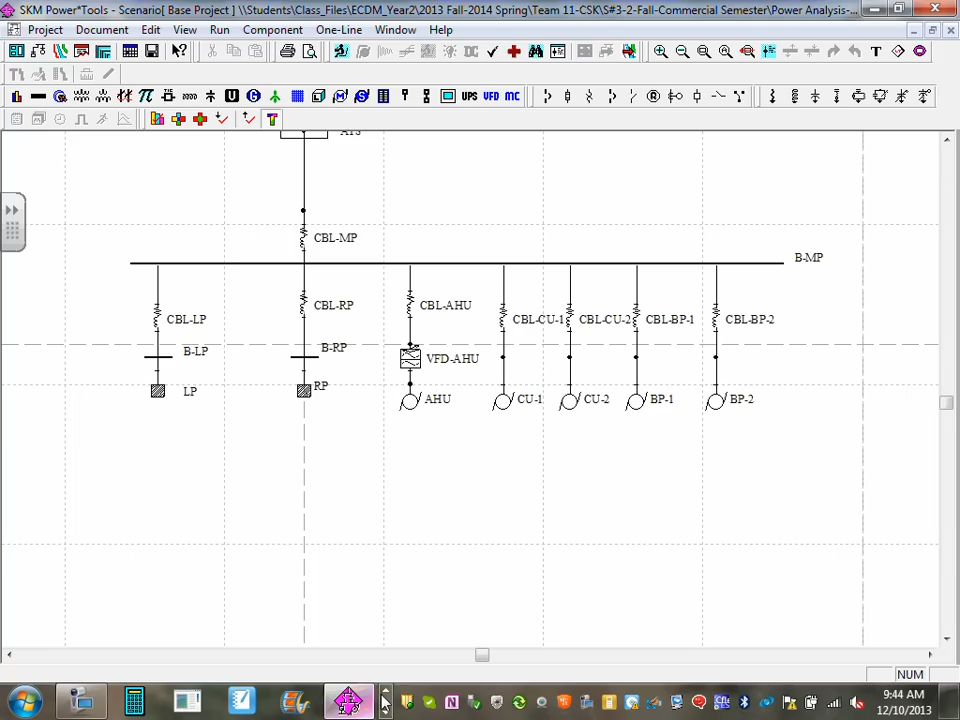 SKM Power*Tools - Scenario[ Base Project ] \\Students\Class_Files\ECDM_Year2\2013 Fall-2014 Spring\Team 11-CSK\S#3-2-Fall-Commercial Semester\Power Analysis-...
Project Document Edit View Run Component One-Line Window Help
DC T
UPS VFD MC
ATS
CBL-MP
B-MP
CBL-LP CBL-RP CBL-AHU CBL-CU-1 CBL-CU-2 CBL-BP-1 CBL-BP-2
B-LP B-RP VFD-AHU
LP RP AHU CU-1 CU-2 BP-1 BP-2
NUM
9:44 AM
12/10/2013